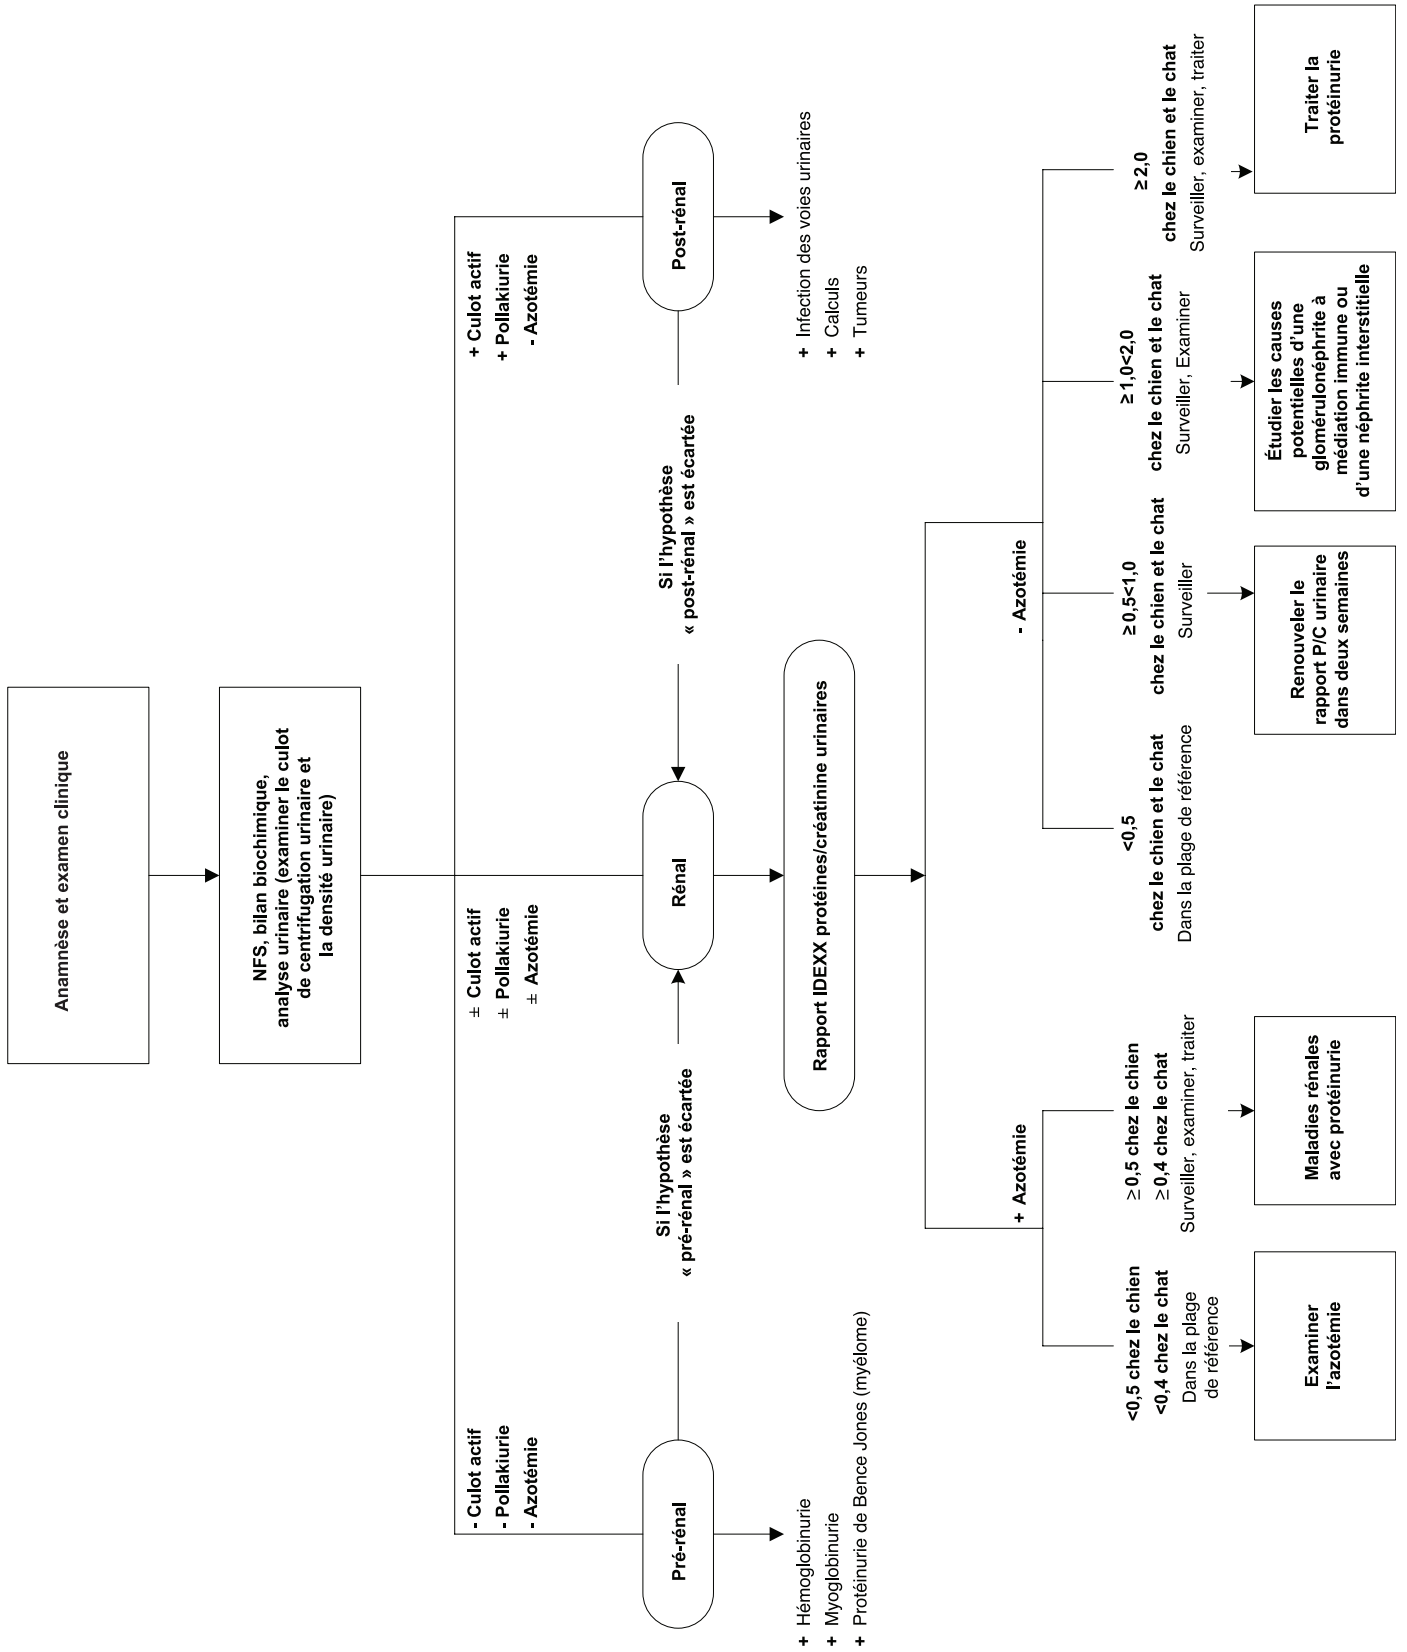 Anamnèse et examen clinique
NFS, bilan biochimique,
analyse urinaire (examiner le culot
de centrifugation urinaire et
la densité urinaire)
- Culot actif
- Pollakiurie
- Azotémie
± Culot actif
± Pollakiurie
± Azotémie
+ Culot actif
+ Pollakiurie
- Azotémie
Pré-rénal
Si l'hypothèse
« pré-rénal » est écartée
Rénal
Si l'hypothèse
« post-rénal » est écartée
Post-rénal
+ Hémoglobinurie
+ Myoglobinurie
+ Protéinurie de Bence Jones (myélome)
Rapport IDEXX protéines/créatinine urinaires
+ Infection des voies urinaires
+ Calculs
+ Tumeurs
+ Azotémie
- Azotémie
<0,5 chez le chien
<0,4 chez le chat
Dans la plage
de référence
≥0,5 chez le chien
≥0,4 chez le chat
Surveiller, examiner, traiter
<0,5
chez le chien et le chat
Dans la plage de référence
≥0,5<1,0
chez le chien et le chat
Surveiller
≥1,0<2,0
chez le chien et le chat
Surveiller, Examiner
≥2,0
chez le chien et le chat
Surveiller, examiner, traiter
Examiner
l'azotémie
Maladies rénales
avec protéinurie
Renouveler le
rapport P/C urinaire
dans deux semaines
Étudier les causes
potentielles d'une
glomérulonéphrite à
médiation immune ou
d'une néphrite interstitielle
Traiter la
protéinurie